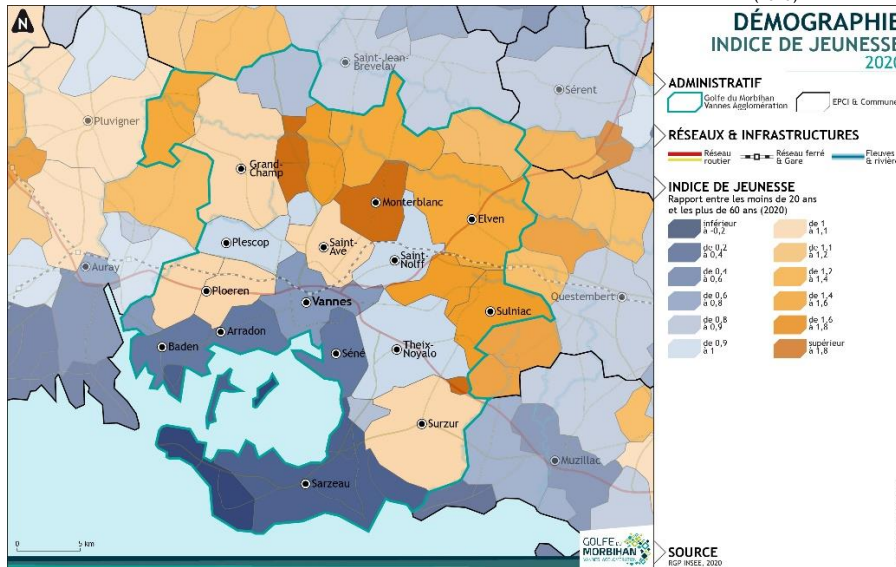 DÉMOGRAPHIE
INDICE DE JEUNESSE
2020
ADMINISTRATIF
Golfe du Morbihan
Vannes Agglomération
EPCI & Commune
RÉSEAUX & INFRASTRUCTURES
Réseau
routier
Réseau ferré
& Gare
Fleuves
& rivière
INDICE DE JEUNESSE
Rapport entre les moins de 20 ans
et les plus de 60 ans (2020)
inférieur
à -0,2
de 0,2
à 0,4
de 0,4
à 0,6
de 0,6
à 0,8
de 0,8
à 0,9
de 0,9
à 1
de 1
à 1,1
de 1,1
à 1,2
de 1,2
à 1,4
de 1,4
à 1,6
de 1,6
à 1,8
supérieur
à 1,8
SOURCE
RGP INSEE, 2020
N
Saint-Jean-
Brevelay
Sérent
Pluvigner
Grand-
Champ
Monterblanc
Elven
Plescop
Saint-
Avé
Saint-
Nolff
Auray
Ploeren
Vannes
Sulniac
Questembert
Arradon
Baden
Séné
Theix-
Noyalo
Surzur
Muzillac
Sarzeau
0
5 km
GOLFE DU
MORBIHAN
VANNES AGGLOMÉRATION